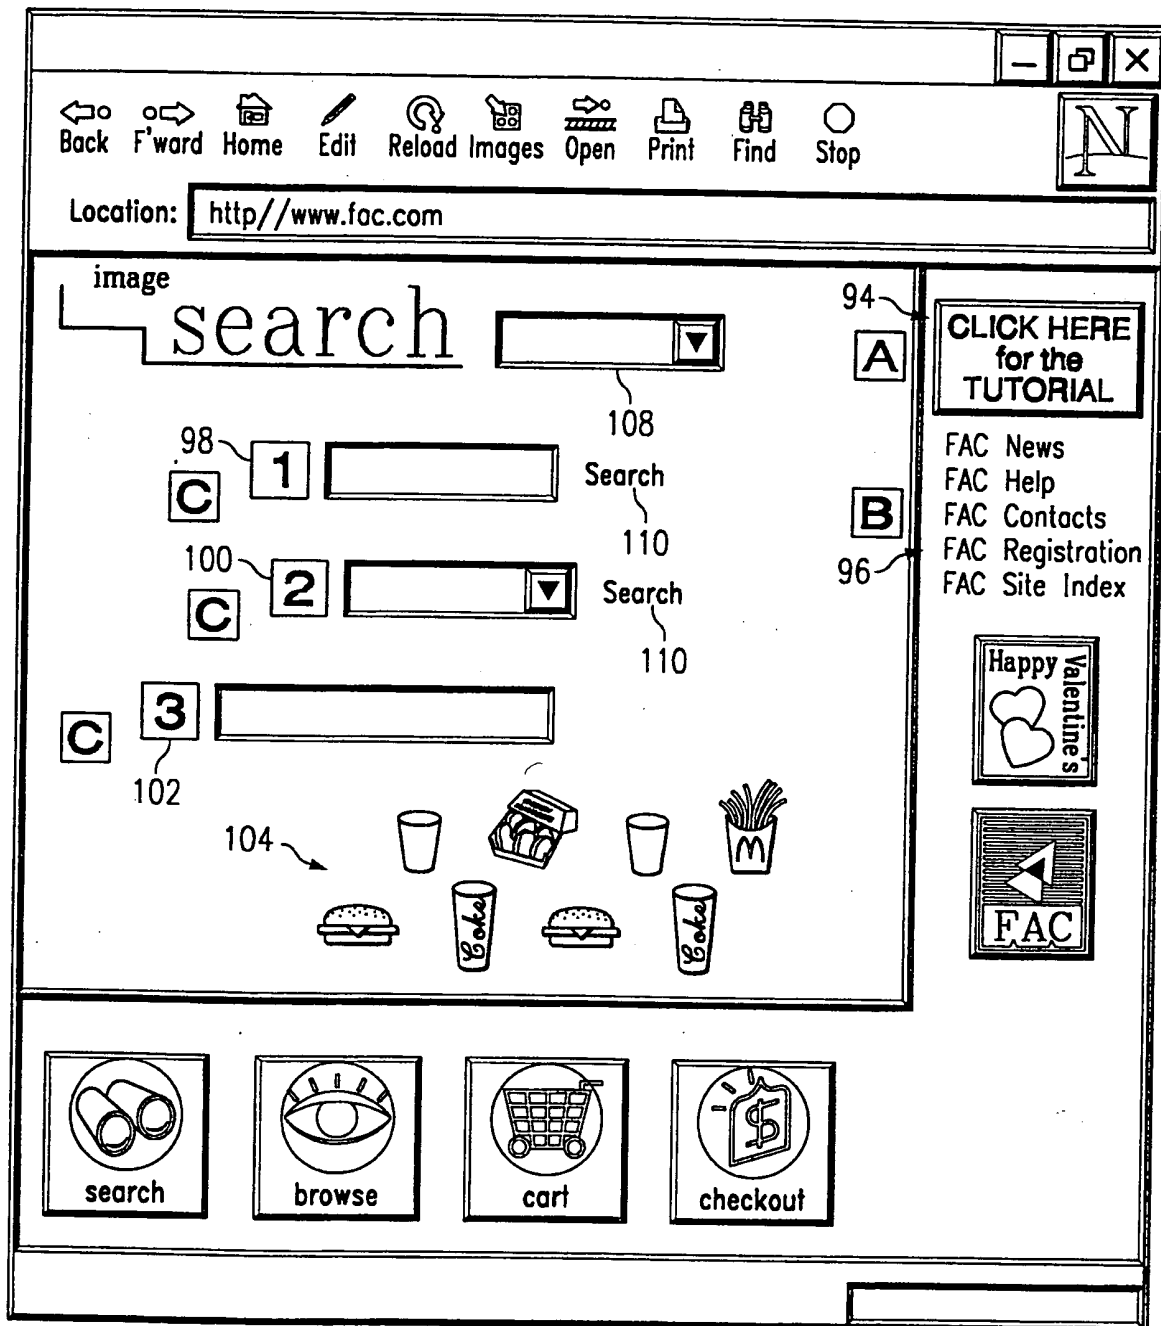 Back F'ward Home Edit Reload Images Open Print Find Stop
N
Location: http//www.fac.com
image
search
108
94
A
CLICK HERE
for the
TUTORIAL
98
1
Search
C
110
B
96
FAC News
FAC Help
FAC Contacts
FAC Registration
FAC Site Index
100
2
Search
C
110
Happy Valentine's
3
C
102
104
M
Coke
Coke
FAC
search
browse
cart
checkout
$